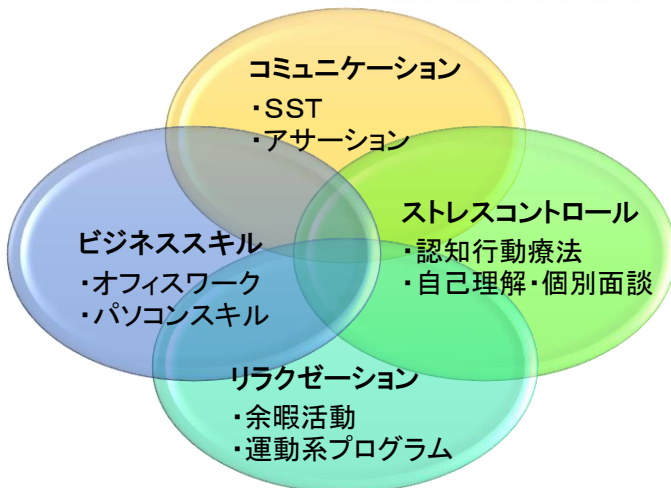 コミュニケーション
・SST
・アサーション
ストレスコントロール
・認知行動療法
・自己理解・個別面談
ビジネススキル
・オフィスワーク
・パソコンスキル
リラクゼーション
・余暇活動
・運動系プログラム